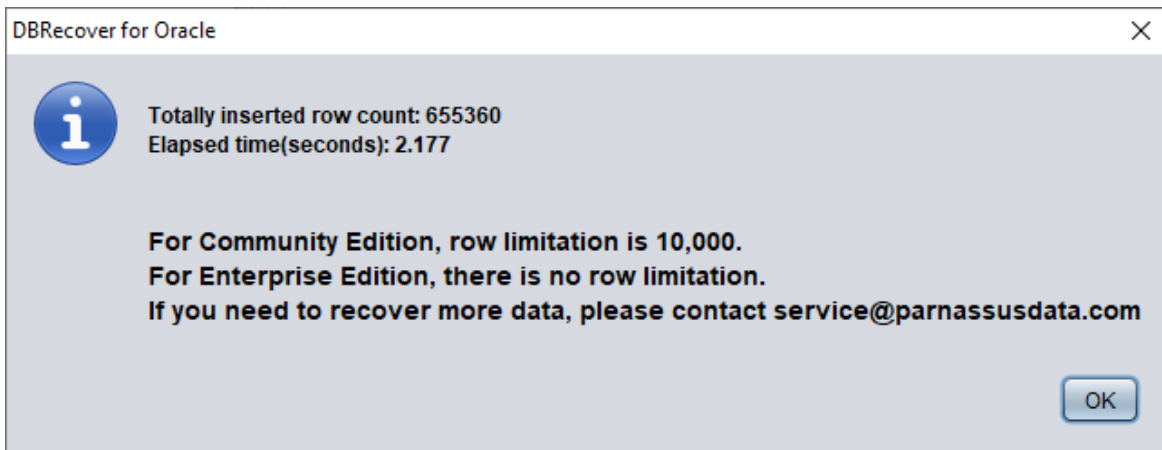 DBRecover for Oracle
Totally inserted row count: 655360
Elapsed time(seconds): 2.177
For Community Edition, row limitation is 10,000.
For Enterprise Edition, there is no row limitation.
If you need to recover more data, please contact service@parnassusdata.com
OK